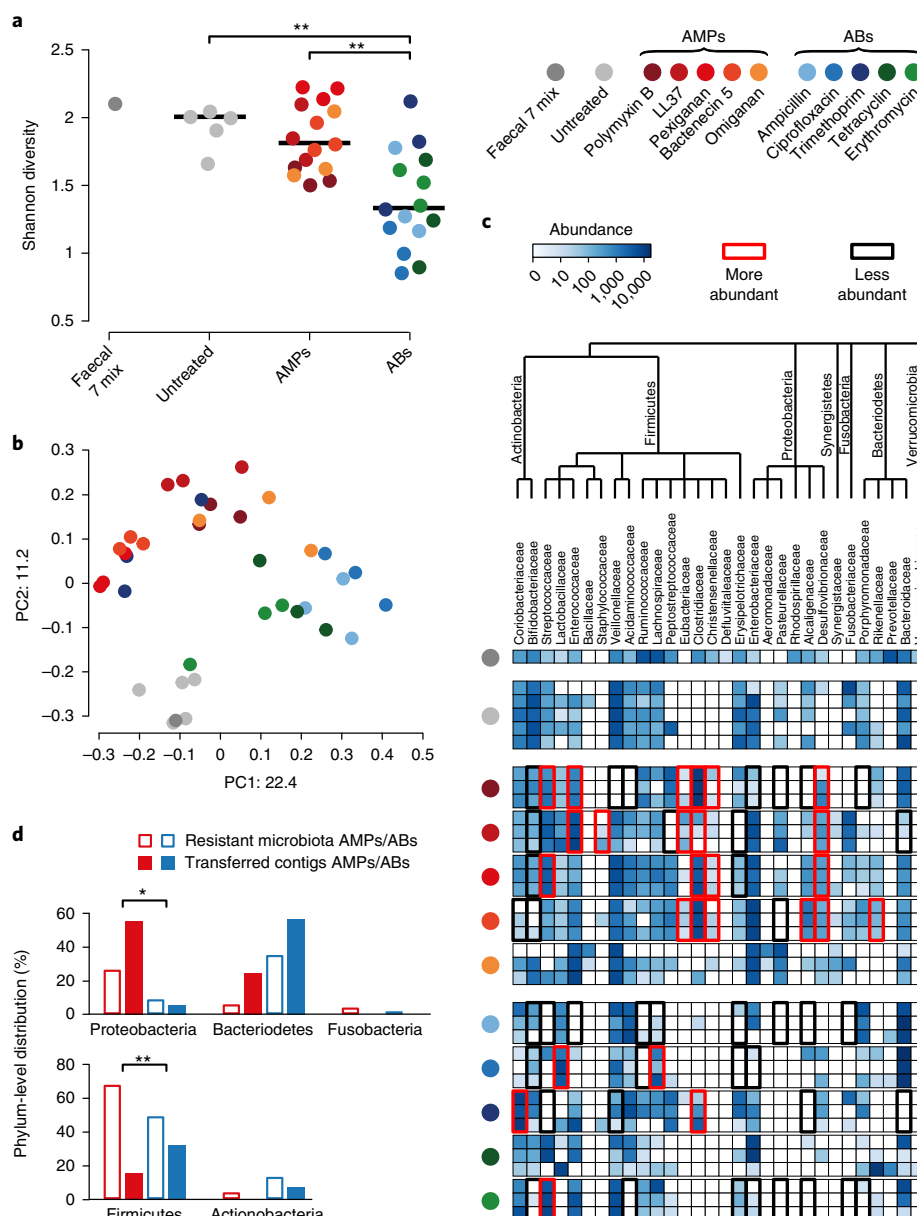 a
**
**
2.5
2
1.5
1
0.5
Shannon diversity
Faecal
7 mix
Untreated
AMPs
ABs
AMPs
ABs
Faecal 7 mix
Untreated
Polymyxin B
LL37
Pexiganan
Bactenecin 5
Omiganan
Ampicillin
Ciprofloxacin
Trimethoprim
Tetracyclin
Erythromycin
b
0.3
0.2
0.1
0
−0.1
−0.2
−0.3
PC2: 11.2
−0.3
−0.2
−0.1
0
0.1
0.2
0.3
0.4
0.5
PC1: 22.4
c
Abundance
0
10
100
1,000
10,000
More
abundant
Less
abundant
Actinobacteria
Firmicutes
Proteobacteria
Synergistetes
Fusobacteria
Bacteriodetes
Verrucomicrobia
Coriobacteriaceae
Bifidobacteriaceae
Streptococcaceae
Lactobacillaceae
Enterococcaceae
Bacillaceae
Staphylococcaceae
Veillonellaceae
Acidaminococcaceae
Ruminococcaceae
Lachnospiraceae
Peptostreptococcaceae
Eubacteriaceae
Clostridiaceae
Christensenellaceae
Defluviitaleaceae
Erysipelotrichaceae
Enterobacteriaceae
Aeromonadaceae
Pasteurellaceae
Rhodospirillaceae
Alcaligenaceae
Desulfovibrionaceae
Synergistaceae
Fusobacteriaceae
Porphyromonadaceae
Rikenellaceae
Prevotellaceae
Bacteroidaceae
d
Resistant microbiota AMPs/ABs
Transferred contigs AMPs/ABs
*
60
40
20
0
Proteobacteria
Bacteriodetes
Fusobacteria
**
80
60
40
20
0
Phylum-level distribution (%)
Firmicutes
Actionobacteria